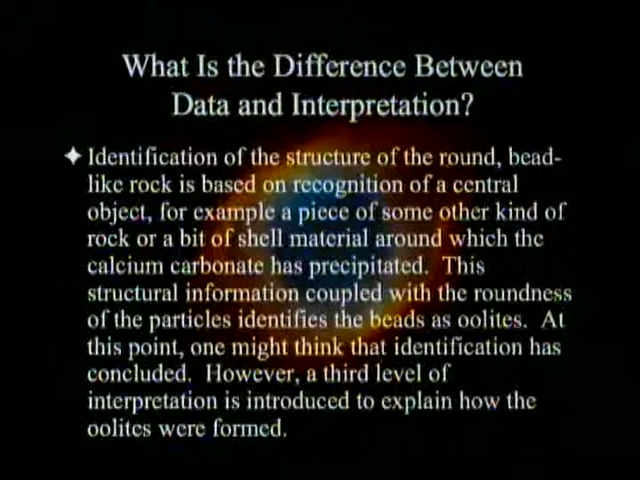 What Is the Difference Between
Data and Interpretation?
Identification of the structure of the round, bead-
like rock is based on recognition of a central
object, for example a piece of some other kind of
rock or a bit of shell material around which the
calcium carbonate has precipitated. This
structural information coupled with the roundness
of the particles identifies the beads as oolites. At
this point, one might think that identification has
concluded. However, a third level of
interpretation is introduced to explain how the
oolites were formed.